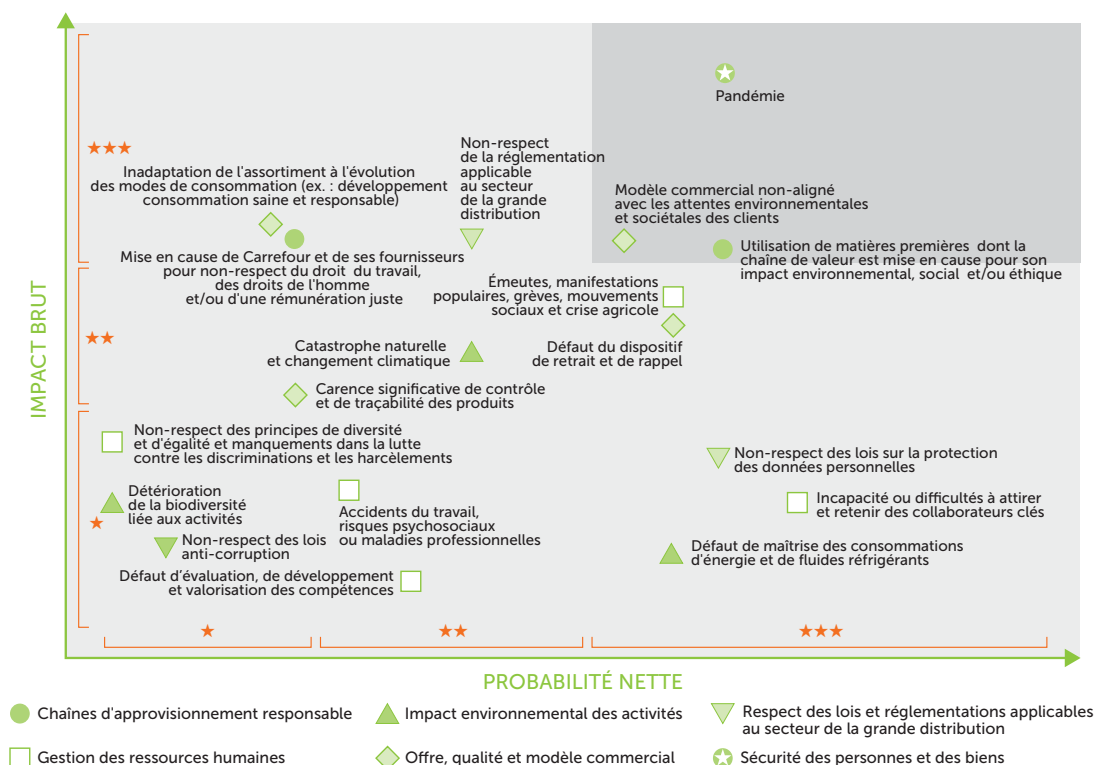 IMPACT BRUT
★★★
★★
★
Pandémie
Non-respect
de la réglementation
applicable
au secteur
de la grande
distribution
Inadaptation de l'assortiment à l'évolution
des modes de consommation (ex. : développement
consommation saine et responsable)
Modèle commercial non-aligné
avec les attentes environnementales
et sociétales des clients
Mise en cause de Carrefour et de ses fournisseurs
pour non-respect du droit du travail,
des droits de l'homme
et/ou d'une rémunération juste
Utilisation de matières premières dont la
chaîne de valeur est mise en cause pour son
impact environnemental, social et/ou éthique
Émeutes, manifestations
populaires, grèves, mouvements
sociaux et crise agricole
Catastrophe naturelle
et changement climatique
Défaut du dispositif
de retrait et de rappel
Carence significative de contrôle
et de traçabilité des produits
Non-respect des principes de diversité
et d'égalité et manquements dans la lutte
contre les discriminations et les harcèlements
Non-respect des lois sur la protection
des données personnelles
Détérioration
de la biodiversité
liée aux activités
Accidents du travail,
risques psychosociaux
ou maladies professionnelles
Incapacité ou difficultés à attirer
et retenir des collaborateurs clés
Non-respect des lois
anti-corruption
Défaut de maîtrise des consommations
d'énergie et de fluides réfrigérants
Défaut d'évaluation, de développement
et valorisation des compétences
★ ★★ ★★★
PROBABILITÉ NETTE
Chaînes d'approvisionnement responsable
Impact environnemental des activités
Respect des lois et réglementations applicables
au secteur de la grande distribution
Gestion des ressources humaines
Offre, qualité et modèle commercial
Sécurité des personnes et des biens